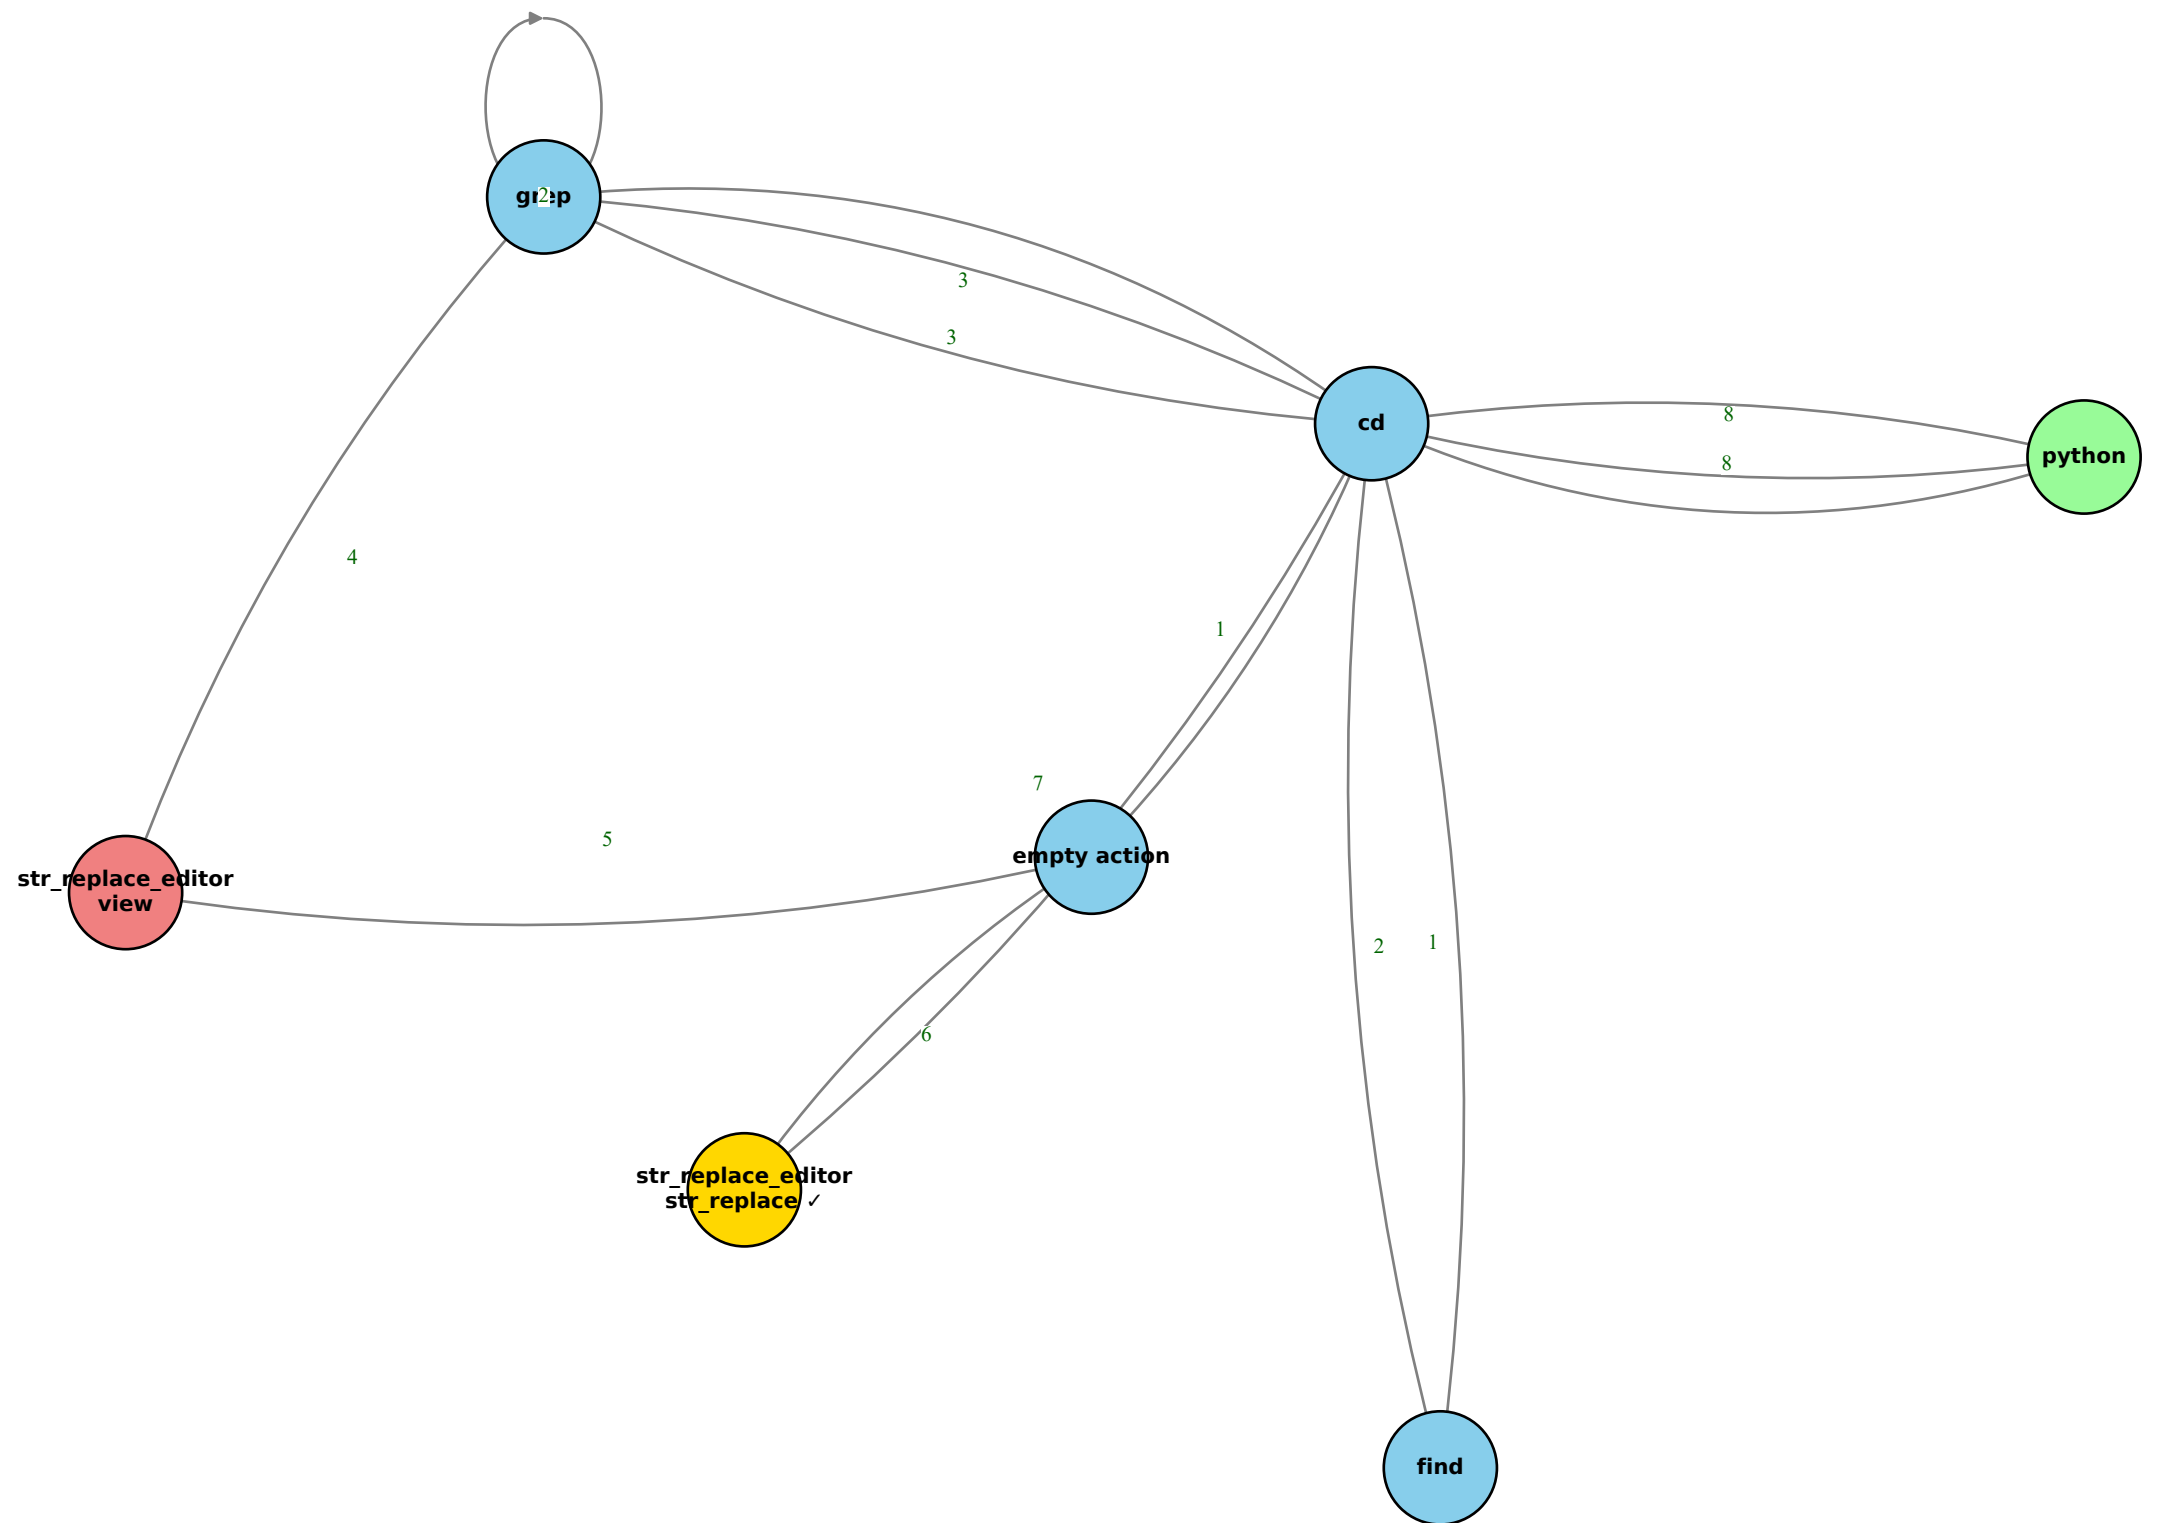 grep
2
3
3
cd
8
8
python
4
1
7
5
empty action
str_replace_editor
view
2
1
6
str_replace_editor
str_replace ✓
find